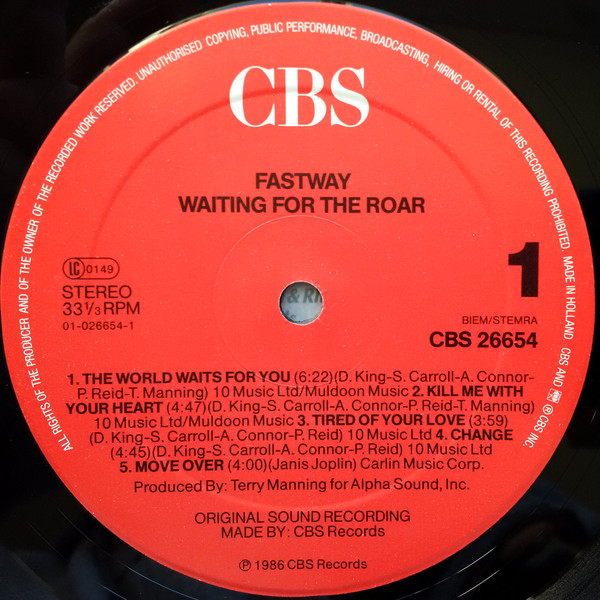 ALL RIGHTS OF THE PRODUCER AND OF THE OWNER OF THE RECORDED WORK RESERVED. UNAUTHORISED COPYING, PUBLIC PERFORMANCE, BROADCASTING, HIRING OR RENTAL OF THIS RECORDING PROHIBITED. MADE IN HOLLAND. CBS AND ® CBS INC.
CBS
FASTWAY
WAITING FOR THE ROAR
LC 0149
STEREO
33 1/3 RPM
01-026654-1
1
BIEM/STEMRA
CBS 26654
1. THE WORLD WAITS FOR YOU (6:22)(D. King-S. Carroll-A. Connor-
P. Reid-T. Manning) 10 Music Ltd/Muldoon Music 2. KILL ME WITH
YOUR HEART (4:47)(D. King-S. Carroll-A. Connor-P. Reid-T. Manning)
10 Music Ltd/Muldoon Music 3. TIRED OF YOUR LOVE (3:59)
(D. King-S. Carroll-A. Connor-P. Reid) 10 Music Ltd 4. CHANGE
(4:45)(D. King-S. Carroll-A. Connor-P. Reid) 10 Music Ltd
5. MOVE OVER (4:00)(Janis Joplin) Carlin Music Corp.
Produced By: Terry Manning for Alpha Sound, Inc.
ORIGINAL SOUND RECORDING
MADE BY: CBS Records
℗ 1986 CBS Records